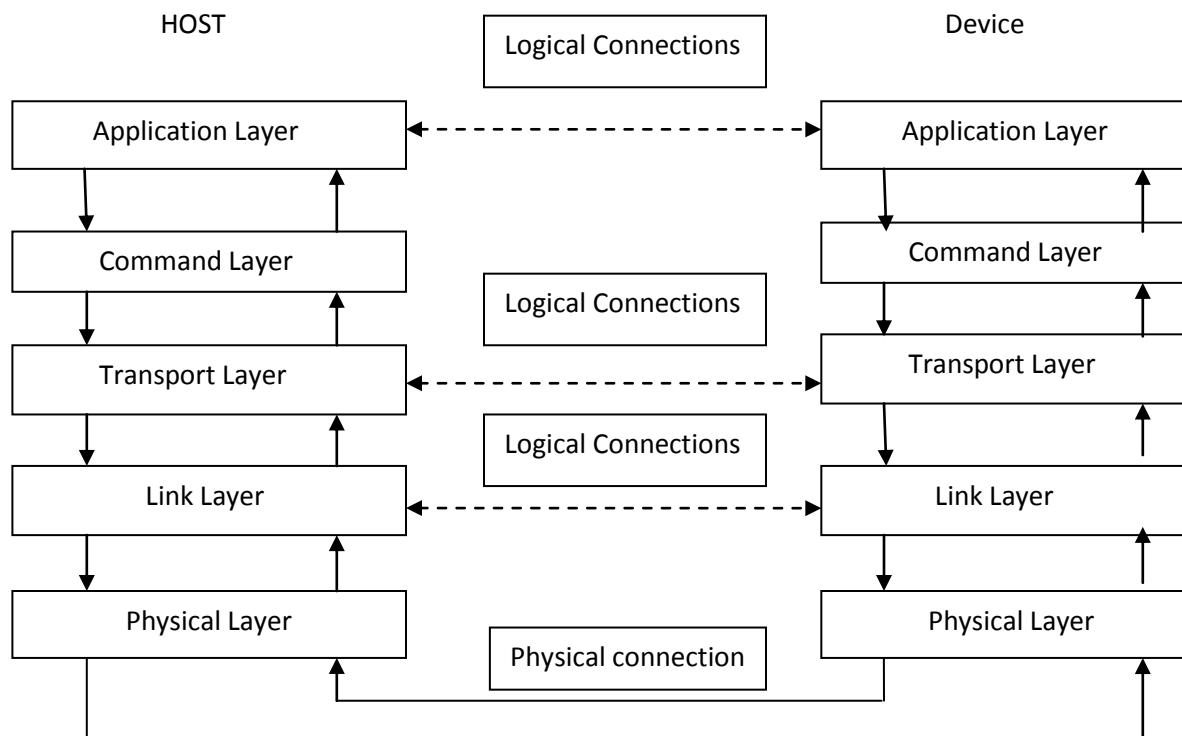 HOST
Logical Connections
Device
Application Layer
Application Layer
Command Layer
Command Layer
Logical Connections
Transport Layer
Transport Layer
Logical Connections
Link Layer
Link Layer
Physical Layer
Physical Layer
Physical connection